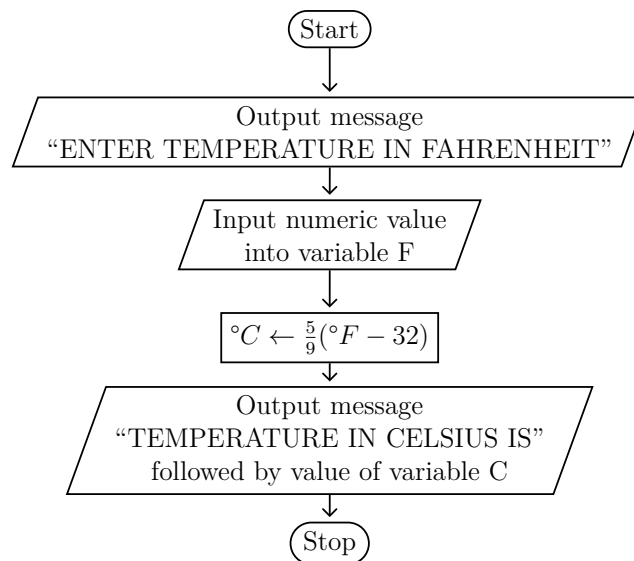 Start
Output message
“ENTER TEMPERATURE IN FAHRENHEIT”
Input numeric value
into variable F
°C ← 5/9(°F − 32)
Output message
“TEMPERATURE IN CELSIUS IS”
followed by value of variable C
Stop